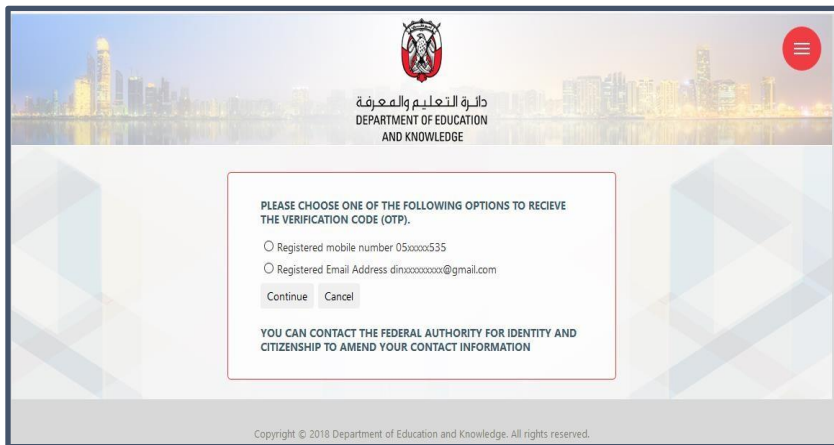 دائـرة الـتـعـلـيـم والـمـعـرفـة
DEPARTMENT OF EDUCATION
AND KNOWLEDGE
PLEASE CHOOSE ONE OF THE FOLLOWING OPTIONS TO RECIEVE
THE VERIFICATION CODE (OTP).
Registered mobile number 05xxxxx535
Registered Email Address dinxxxxxxxxx@gmail.com
Continue Cancel
YOU CAN CONTACT THE FEDERAL AUTHORITY FOR IDENTITY AND
CITIZENSHIP TO AMEND YOUR CONTACT INFORMATION
Copyright © 2018 Department of Education and Knowledge. All rights reserved.